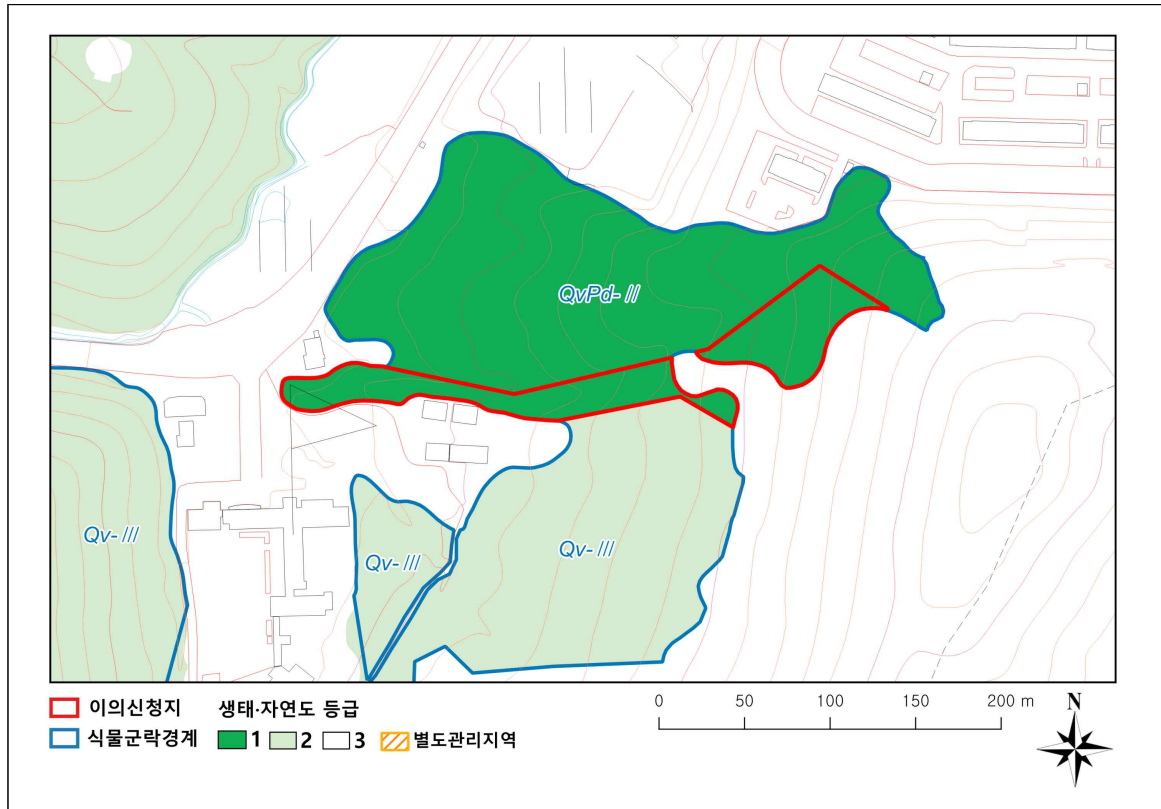 QvPd- II
Qv- III
Qv- III
Qv- III
이의신청지
생태·자연도 등급
0 50 100 150 200 m
N
식물군락경계
1 2 3 별도관리지역